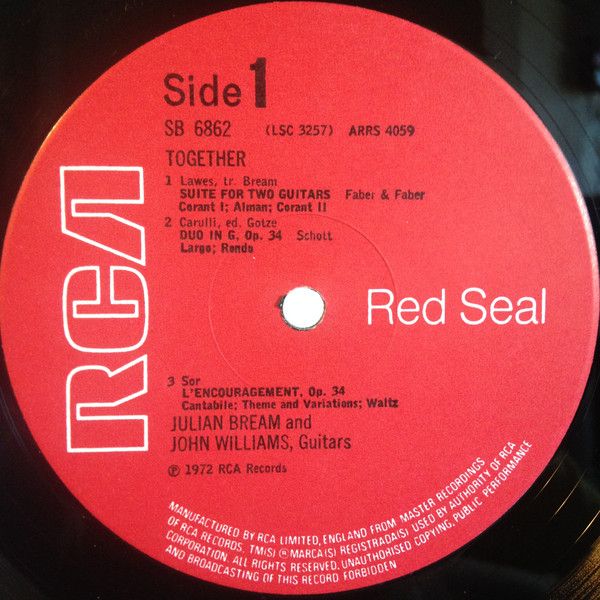 Side 1
SB 6862 (LSC 3257) ARRS 4059
TOGETHER
1 Lawes, tr. Bream
SUITE FOR TWO GUITARS Faber & Faber
Corant I; Alman; Corant II
2 Carulli, ed. Gotze
DUO IN G, Op. 34 Schott
Largo; Rondo
RCA
Red Seal
3 Sor
L'ENCOURAGEMENT, Op. 34
Cantabile; Theme and Variations; Waltz
JULIAN BREAM and
JOHN WILLIAMS, Guitars
℗ 1972 RCA Records
MANUFACTURED BY RCA LIMITED, ENGLAND FROM MASTER RECORDINGS
OF RCA RECORDS. TM(S) ® MARCA(S) REGISTRADA(S) USED BY AUTHORITY OF RCA
CORPORATION. ALL RIGHTS RESERVED. UNAUTHORISED COPYING, PUBLIC PERFORMANCE
AND BROADCASTING OF THIS RECORD FORBIDDEN